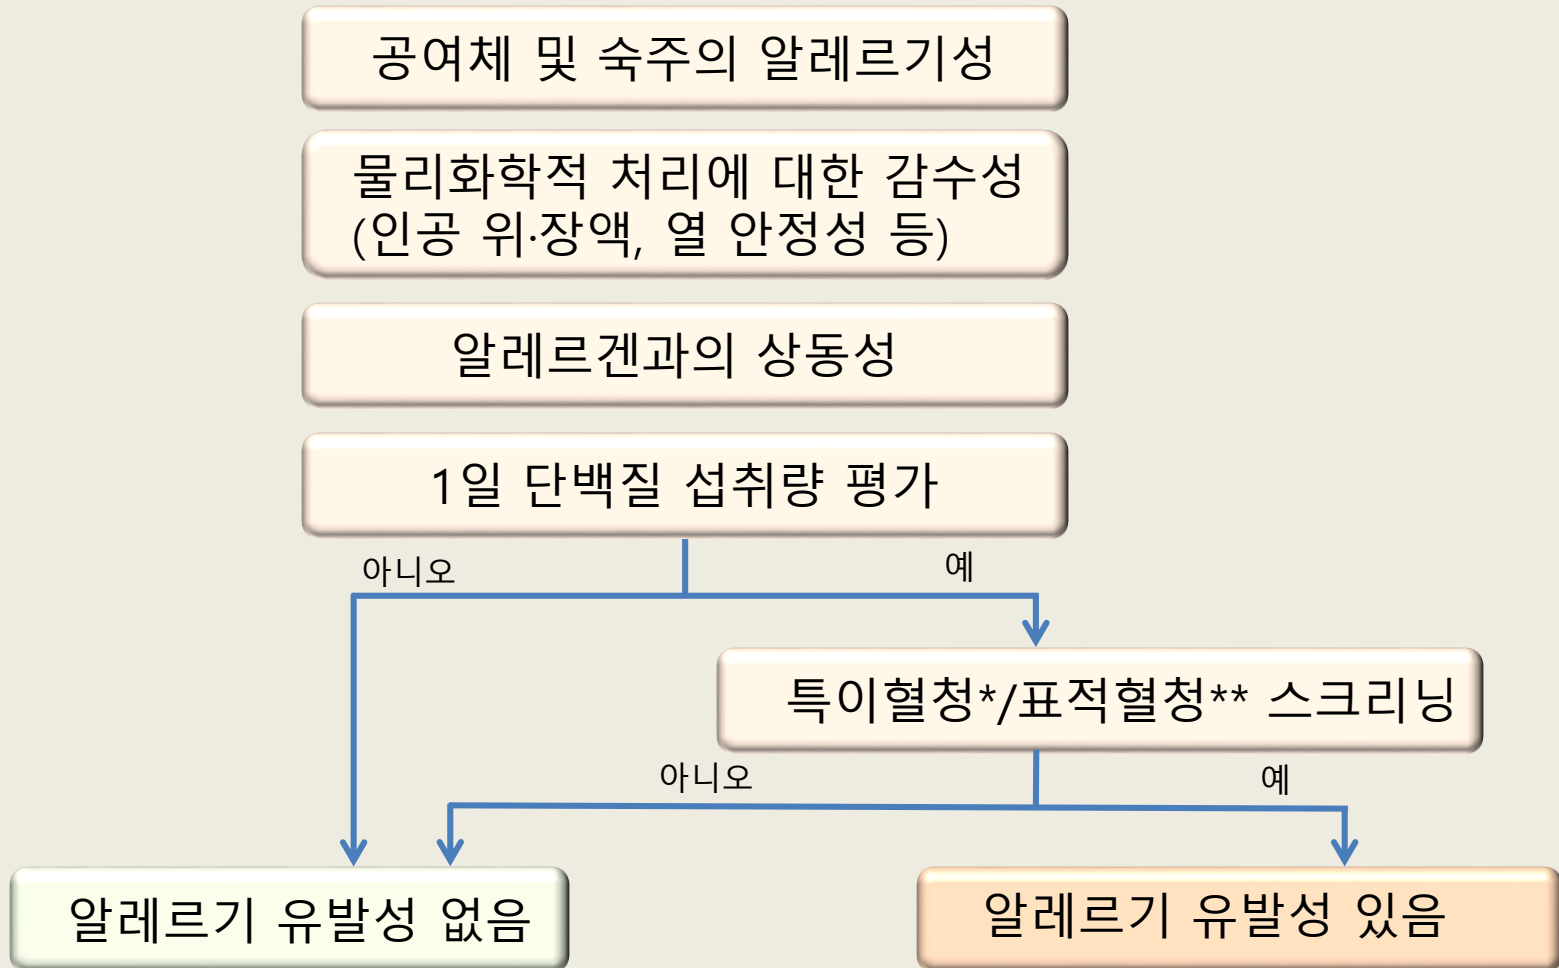 공여체 및 숙주의 알레르기성
물리화학적 처리에 대한 감수성
(인공 위·장액, 열 안정성 등)
알레르겐과의 상동성
1일 단백질 섭취량 평가
아니오
예
특이혈청*/표적혈청** 스크리닝
아니오
예
알레르기 유발성 없음
알레르기 유발성 있음